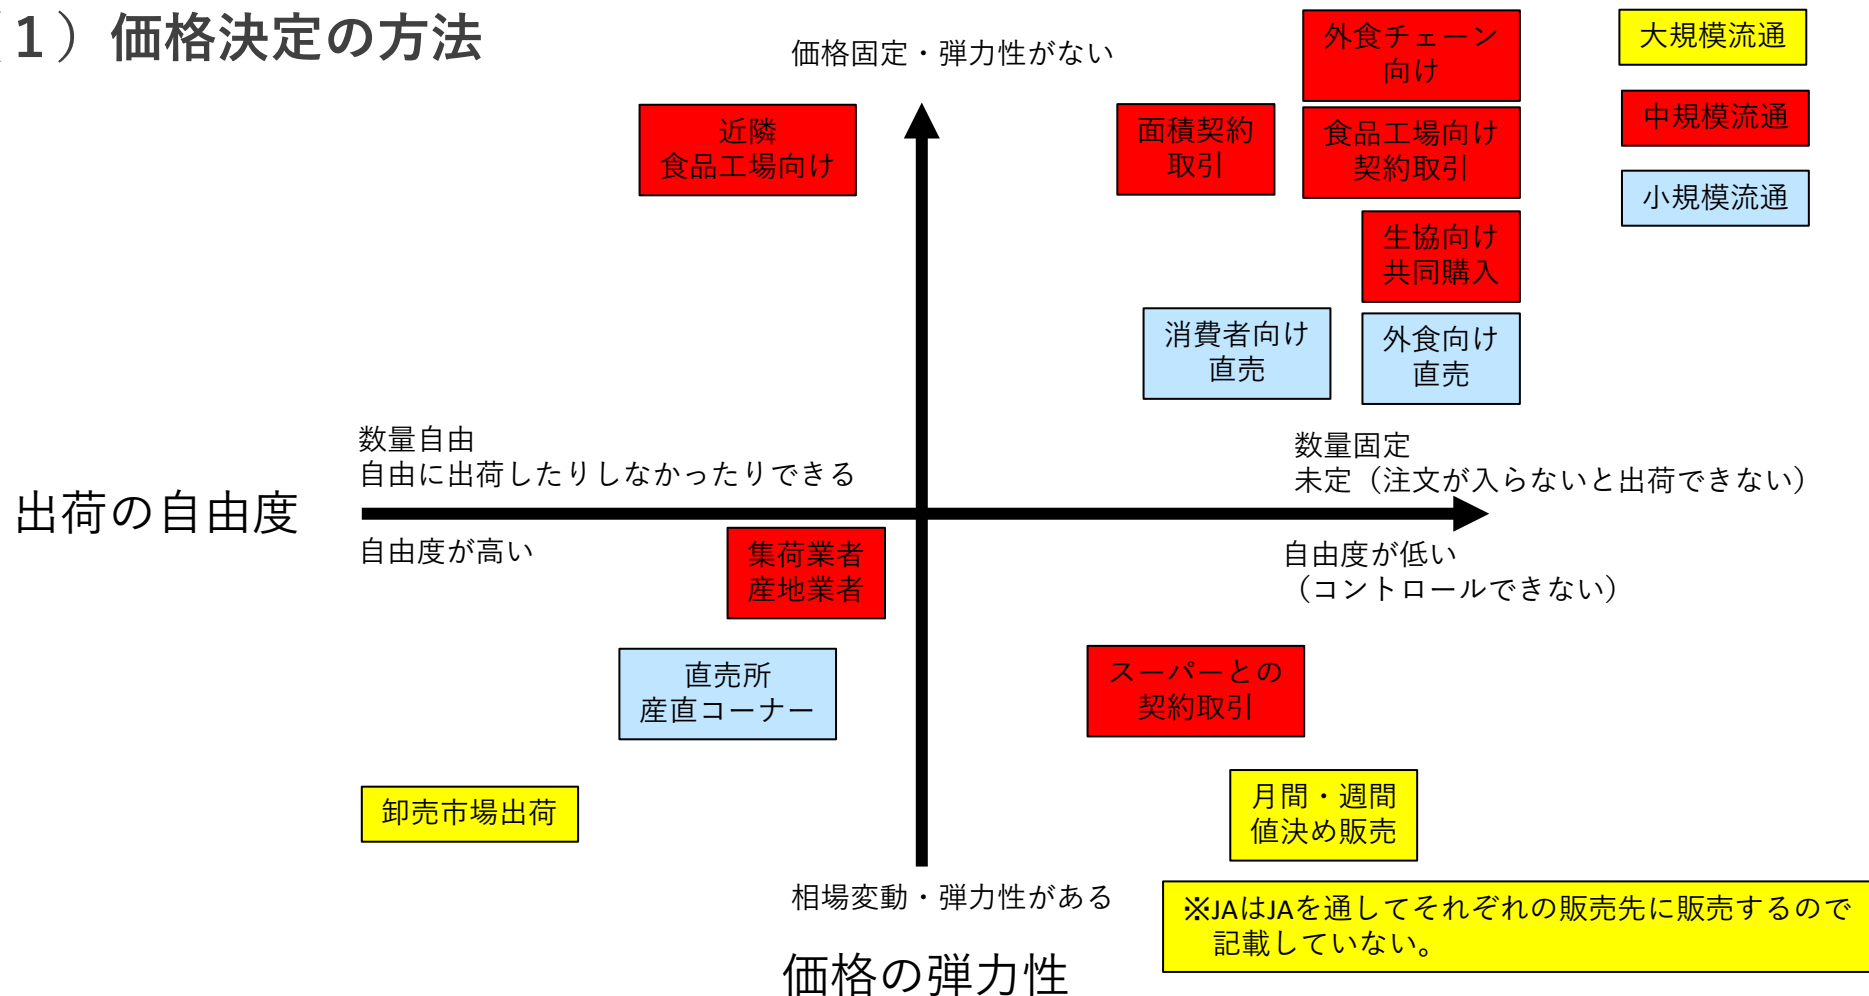 （１）価格決定の方法
価格固定・弾力性がない
外食チェーン
向け
大規模流通
近隣
食品工場向け
面積契約
取引
食品工場向け
契約取引
中規模流通
小規模流通
生協向け
共同購入
消費者向け
直売
外食向け
直売
数量自由
自由に出荷したりしなかったりできる
数量固定
未定（注文が入らないと出荷できない）
出荷の自由度
自由度が高い
集荷業者
産地業者
自由度が低い
（コントロールできない）
直売所
産直コーナー
スーパーとの
契約取引
卸売市場出荷
月間・週間
値決め販売
相場変動・弾力性がある
※JAはJAを通してそれぞれの販売先に販売するので
記載していない。
価格の弾力性